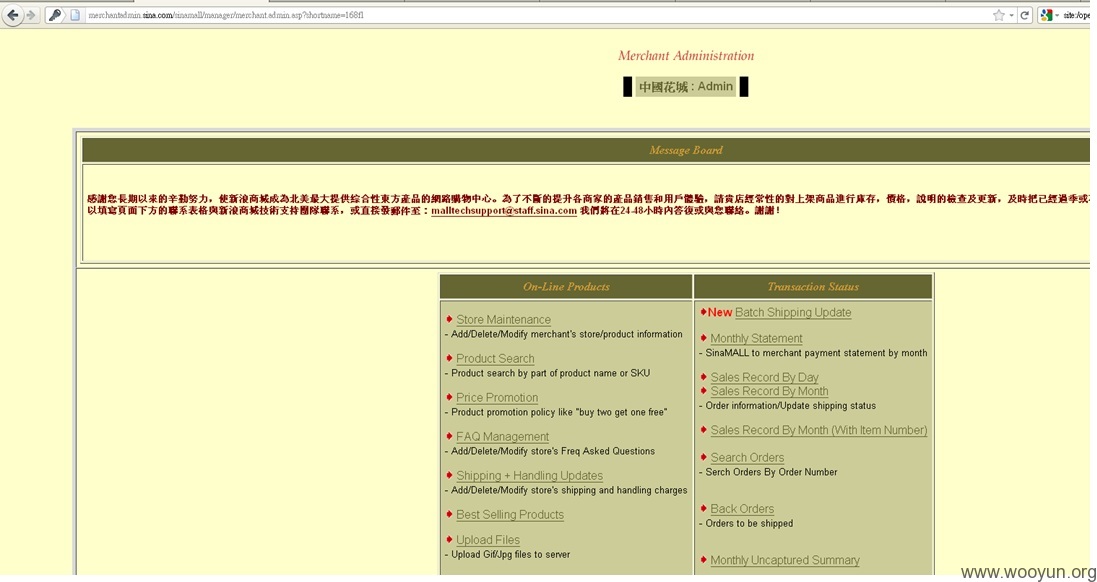 merchantadmin.sina.com/sinamall/manager/merchant.admin.asp?shortname=168fl
site:/ope
Merchant Administration
中國花城 : Admin
Message Board
感謝您長期以來的辛勤努力，使新浪商城成為北美最大提供綜合性東方產品的網路購物中心。為了不斷的提升各商家的產品銷售和用戶體驗，請貴店經常性的對上架商品進行庫存，價格，說明的檢查及更新，及時把已經過季或
以填寫頁面下方的聯系表格與新浪商城技術支持團隊聯系，或直接發郵件至：malltechsupport@staff.sina.com 我們將在24-48小時內答復或與您聯絡。謝謝！
On-Line Products
Store Maintenance
- Add/Delete/Modify merchant's store/product information
Product Search
- Product search by part of product name or SKU
Price Promotion
- Product promotion policy like "buy two get one free"
FAQ Management
- Add/Delete/Modify store's Freq Asked Questions
Shipping + Handling Updates
- Add/Delete/Modify store's shipping and handling charges
Best Selling Products
Upload Files
- Upload Gif/Jpg files to server
Transaction Status
New Batch Shipping Update
Monthly Statement
- SinaMALL to merchant payment statement by month
Sales Record By Day
Sales Record By Month
- Order information/Update shipping status
Sales Record By Month (With Item Number)
Search Orders
- Serch Orders By Order Number
Back Orders
- Orders to be shipped
Monthly Uncaptured Summary
www.wooyun.org